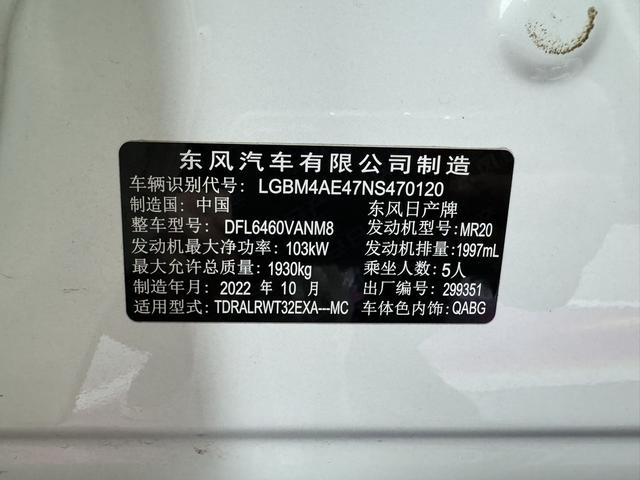 东风汽车有限公司制造
车辆识别代号：LGBM4AE47NS470120
制造国：中国 东风日产牌
整车型号：DFL6460VANM8 发动机型号：MR20
发动机最大净功率：103kW 发动机排量：1997mL
最大允许总质量：1930kg 乘坐人数：5人
制造年月：2022 年 10 月 出厂编号：299351
适用型式：TDRALRWT32EXA---MC 车体色内饰：QABG